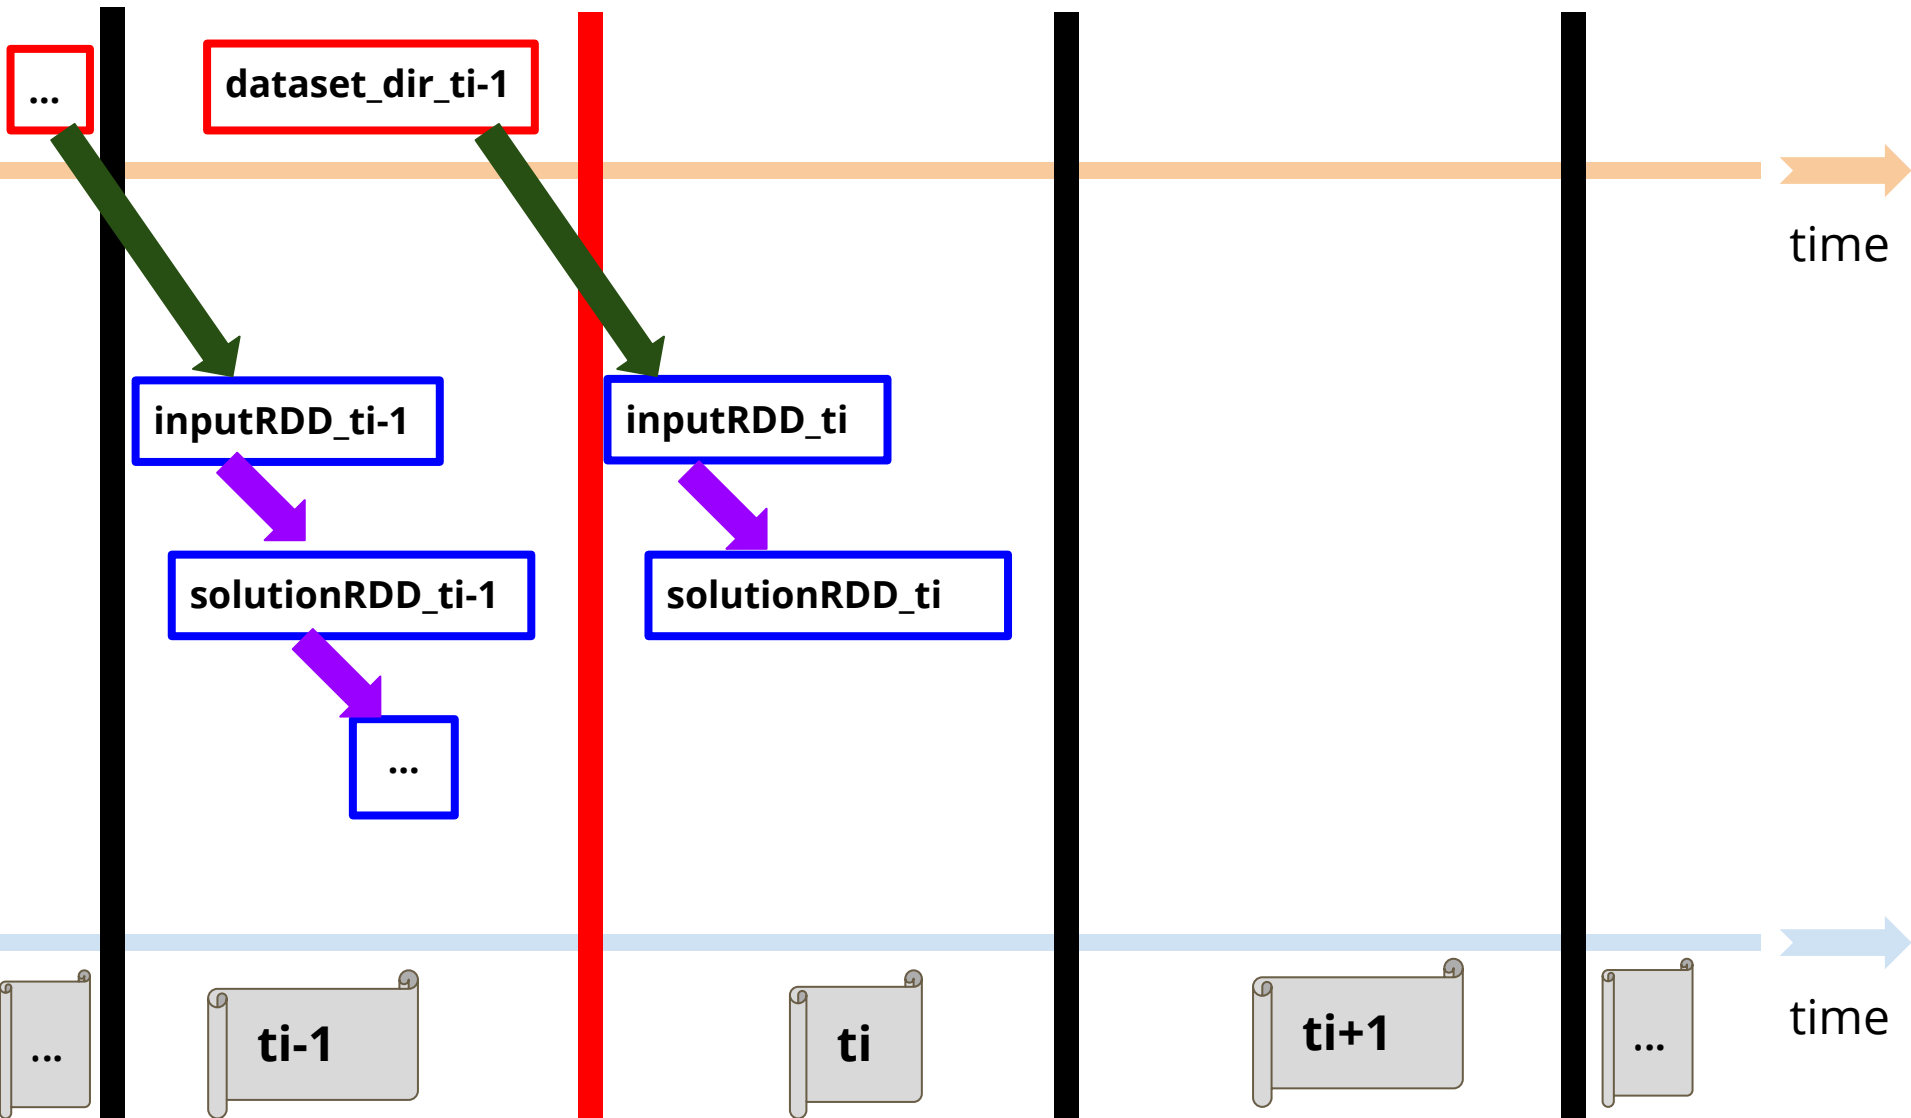 ...
dataset_dir_ti-1
time
inputRDD_ti-1
inputRDD_ti
solutionRDD_ti-1
solutionRDD_ti
...
...
ti-1
ti
ti+1
...
time